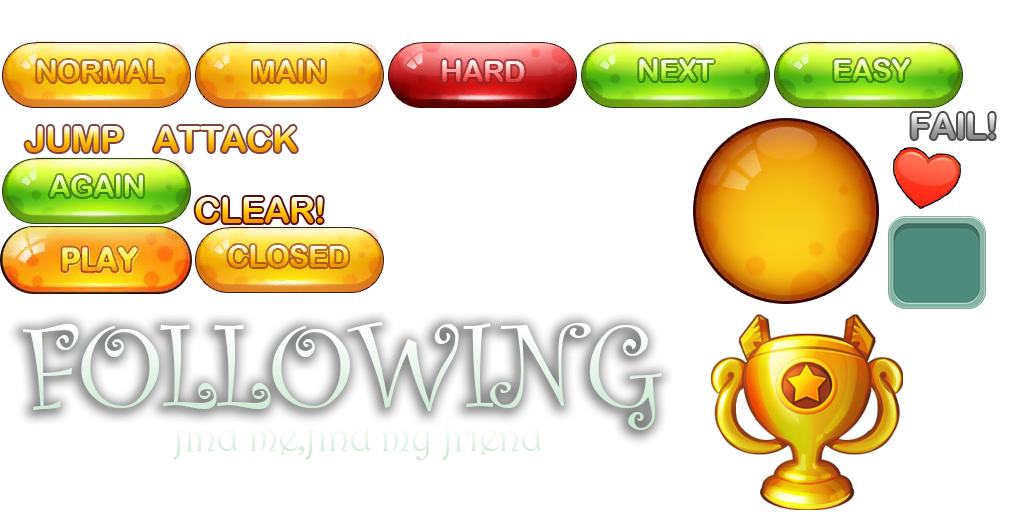 NORMAL MAIN HARD NEXT EASY
JUMP ATTACK FAIL!
AGAIN
CLEAR!
PLAY CLOSED
FOLLOWING
find me,find my friend